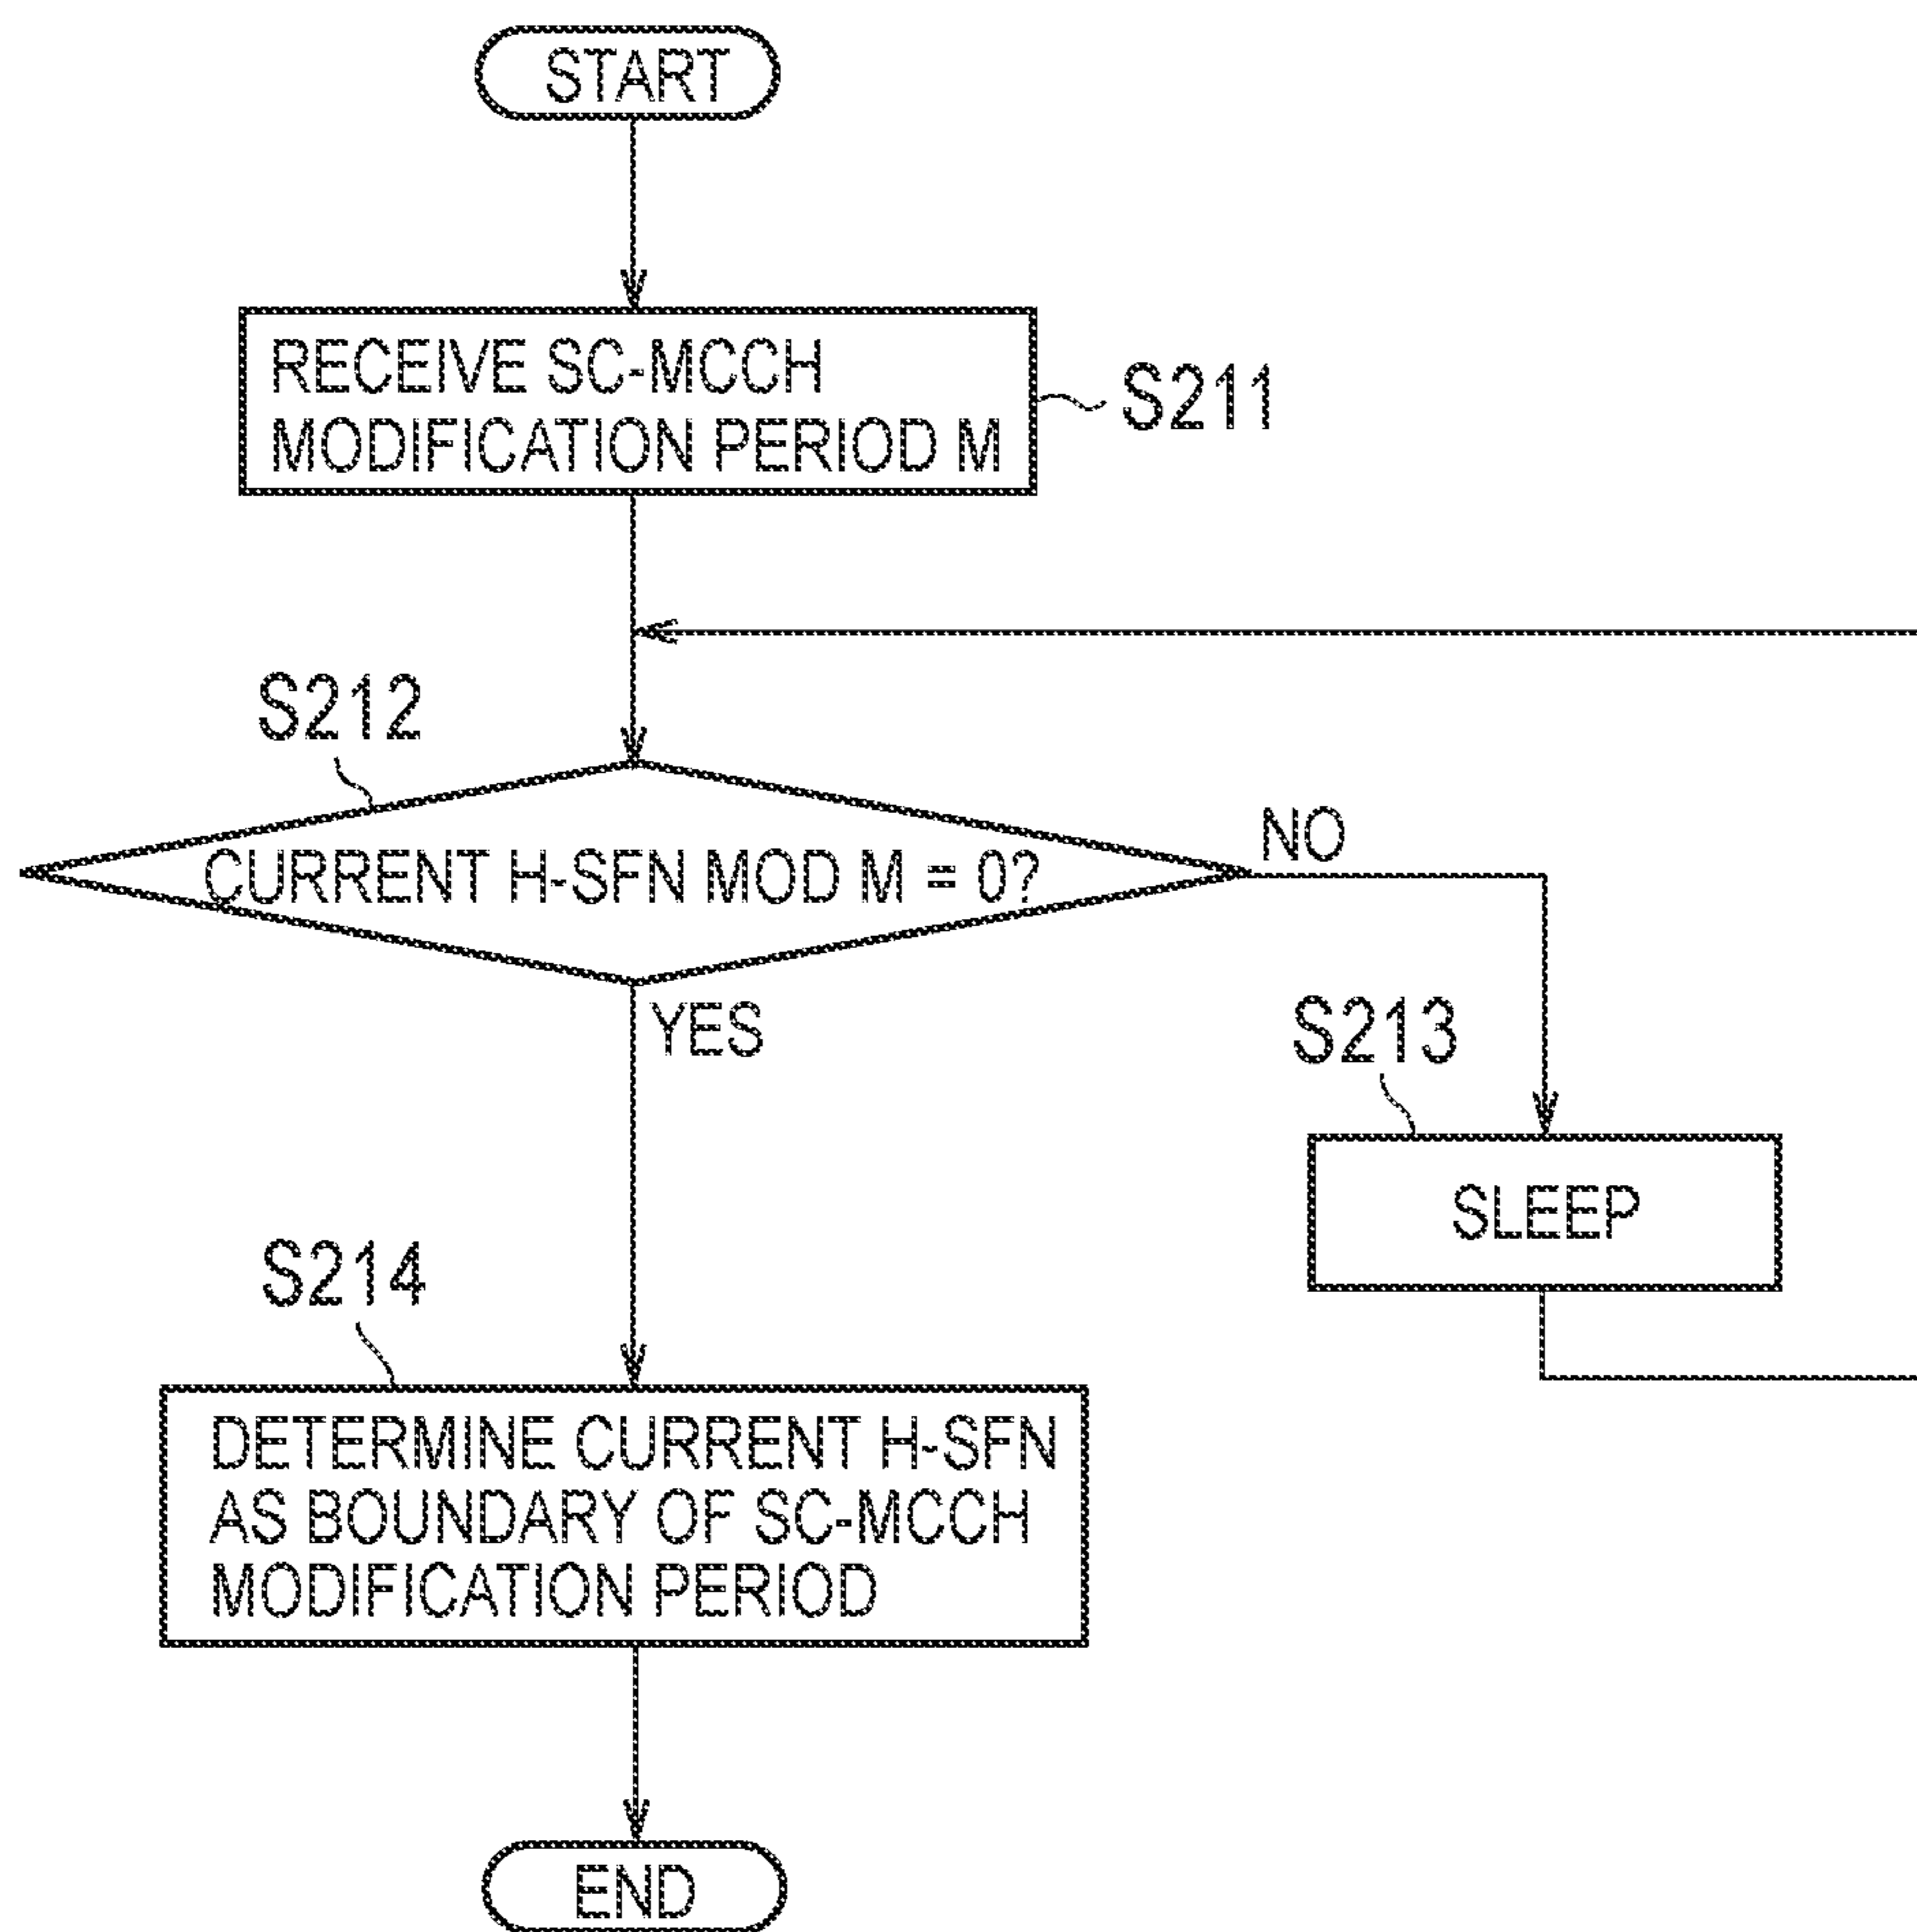 START
RECEIVE SC-MCCH
MODIFICATION PERIOD M
S211
S212
CURRENT H-SFN MOD M = 0?
NO
YES
S213
SLEEP
S214
DETERMINE CURRENT H-SFN
AS BOUNDARY OF SC-MCCH
MODIFICATION PERIOD
END